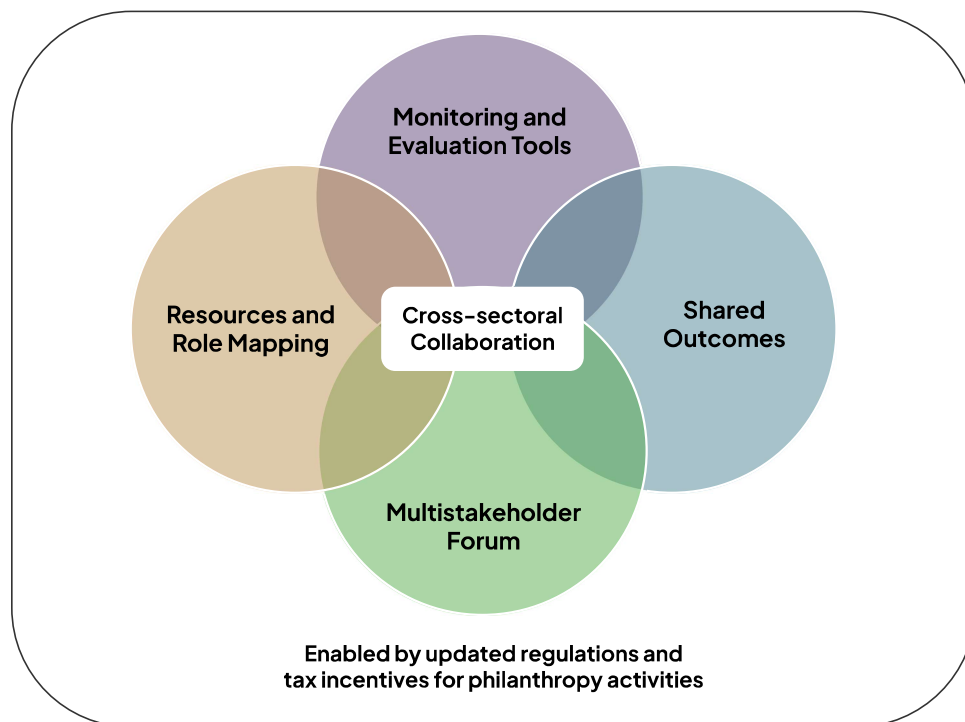 Monitoring and
Evaluation Tools
Resources and
Role Mapping
Cross-sectoral
Collaboration
Shared
Outcomes
Multistakeholder
Forum
Enabled by updated regulations and
tax incentives for philanthropy activities